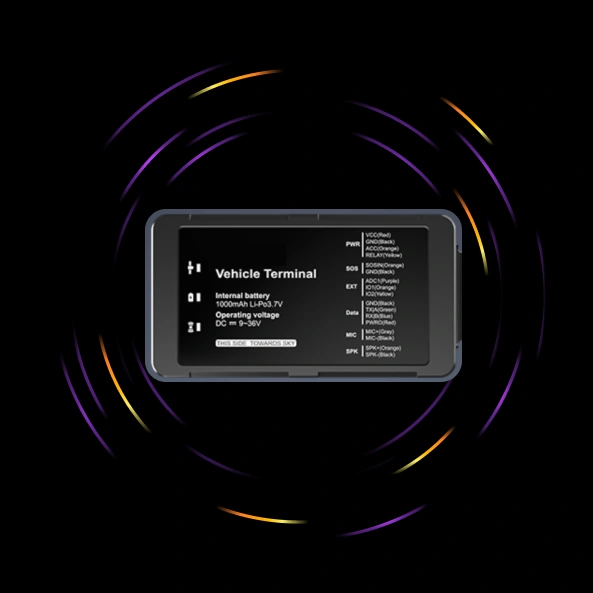 Vehicle Terminal
Internal battery
1000mAh Li-Po3.7V
Operating voltage
DC ⎓ 9~36V
THIS SIDE TOWARDS SKY
PWR
VCC(Red)
GND(Black)
ACC(Orange)
RELAY(Yellow)
SOS
SOSIN(Orange)
GND(Black)
EXT
ADC1(Purple)
IO1(Orange)
IO2(Yellow)
Data
GND(Black)
TX|A(Green)
RX|B(Blue)
PWRO(Red)
MIC
MIC+(Gray)
MIC-(Black)
SPK
SPK+(Orange)
SPK-(Black)